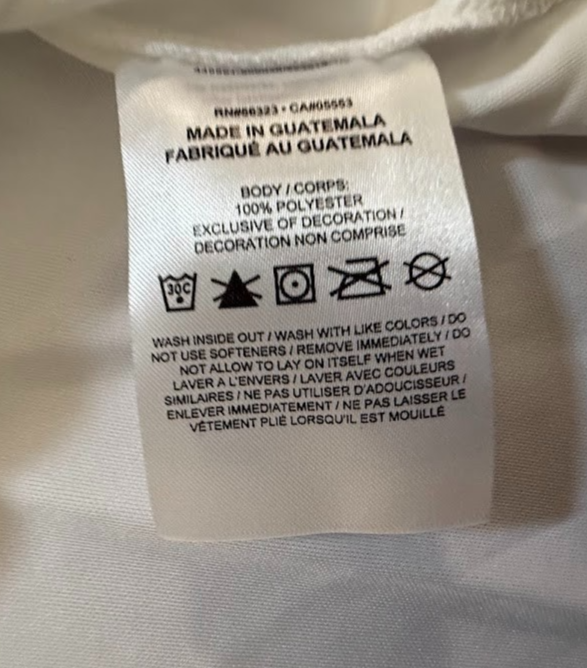 RN#56323 • CA#05553
MADE IN GUATEMALA
FABRIQUÉ AU GUATEMALA
BODY / CORPS:
100% POLYESTER
EXCLUSIVE OF DECORATION /
DECORATION NON COMPRISE
30C
WASH INSIDE OUT / WASH WITH LIKE COLORS / DO
NOT USE SOFTENERS / REMOVE IMMEDIATELY / DO
NOT ALLOW TO LAY ON ITSELF WHEN WET
LAVER A L'ENVERS / LAVER AVEC COULEURS
SIMILAIRES / NE PAS UTILISER D'ADOUCISSEUR /
ENLEVER IMMEDIATEMENT / NE PAS LAISSER LE
VÊTEMENT PLIÉ LORSQU'IL EST MOUILLÉ